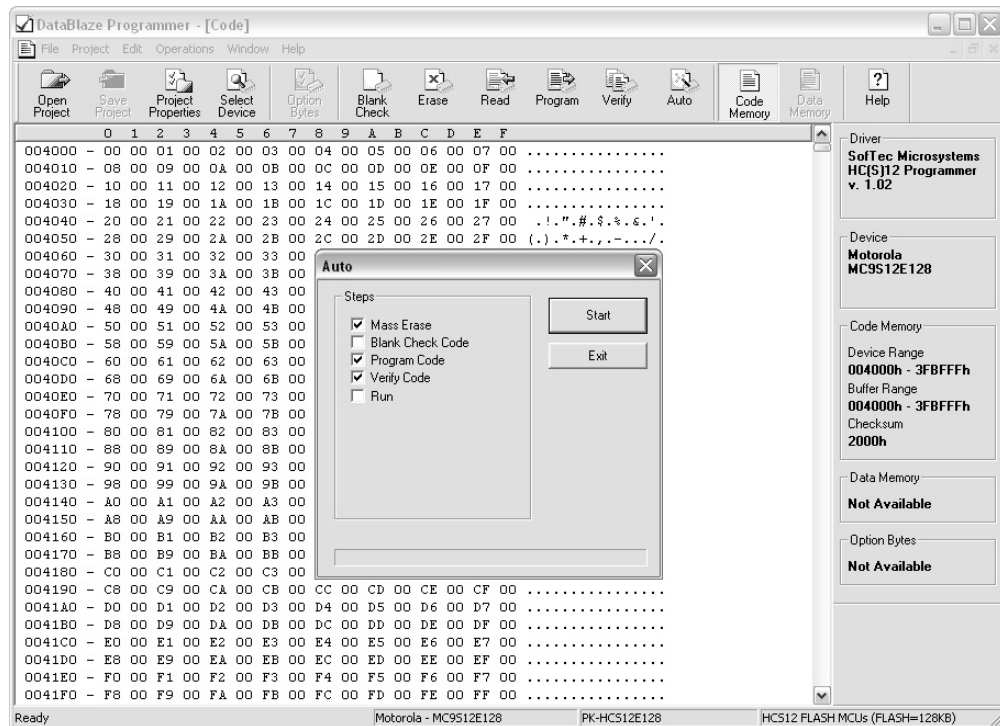 DataBlaze Programmer - [Code]
File Project Edit Operations Window Help
Open Project Save Project Project Properties Select Device Option Bytes Blank Check Erase Read Program Verify Auto Code Memory Data Memory Help
0 1 2 3 4 5 6 7 8 9 A B C D E F
004000 - 00 00 01 00 02 00 03 00 04 00 05 00 06 00 07 00 ................
004010 - 08 00 09 00 0A 00 0B 00 0C 00 0D 00 0E 00 0F 00 ................
004020 - 10 00 11 00 12 00 13 00 14 00 15 00 16 00 17 00 ................
004030 - 18 00 19 00 1A 00 1B 00 1C 00 1D 00 1E 00 1F 00 ................
004040 - 20 00 21 00 22 00 23 00 24 00 25 00 26 00 27 00  .!.".#.$.%.&.'.
004050 - 28 00 29 00 2A 00 2B 00 2C 00 2D 00 2E 00 2F 00 (.).*.+.,.-.../.
004060 - 30 00 31 00 32 00 33 00
004070 - 38 00 39 00 3A 00 3B 00
004080 - 40 00 41 00 42 00 43 00
004090 - 48 00 49 00 4A 00 4B 00
0040A0 - 50 00 51 00 52 00 53 00
0040B0 - 58 00 59 00 5A 00 5B 00
0040C0 - 60 00 61 00 62 00 63 00
0040D0 - 68 00 69 00 6A 00 6B 00
0040E0 - 70 00 71 00 72 00 73 00
0040F0 - 78 00 79 00 7A 00 7B 00
004100 - 80 00 81 00 82 00 83 00
004110 - 88 00 89 00 8A 00 8B 00
004120 - 90 00 91 00 92 00 93 00
004130 - 98 00 99 00 9A 00 9B 00
004140 - A0 00 A1 00 A2 00 A3 00
004150 - A8 00 A9 00 AA 00 AB 00
004160 - B0 00 B1 00 B2 00 B3 00
004170 - B8 00 B9 00 BA 00 BB 00
004180 - C0 00 C1 00 C2 00 C3 00
004190 - C8 00 C9 00 CA 00 CB 00 CC 00 CD 00 CE 00 CF 00 ................
0041A0 - D0 00 D1 00 D2 00 D3 00 D4 00 D5 00 D6 00 D7 00 ................
0041B0 - D8 00 D9 00 DA 00 DB 00 DC 00 DD 00 DE 00 DF 00 ................
0041C0 - E0 00 E1 00 E2 00 E3 00 E4 00 E5 00 E6 00 E7 00 ................
0041D0 - E8 00 E9 00 EA 00 EB 00 EC 00 ED 00 EE 00 EF 00 ................
0041E0 - F0 00 F1 00 F2 00 F3 00 F4 00 F5 00 F6 00 F7 00 ................
0041F0 - F8 00 F9 00 FA 00 FB 00 FC 00 FD 00 FE 00 FF 00 ................
Auto
Steps
Mass Erase
Blank Check Code
Program Code
Verify Code
Run
Start
Exit
Driver
SofTec Microsystems
HC(S)12 Programmer
v. 1.02
Device
Motorola
MC9S12E128
Code Memory
Device Range
004000h - 3FBFFFh
Buffer Range
004000h - 3FBFFFh
Checksum
2000h
Data Memory
Not Available
Option Bytes
Not Available
Ready
Motorola - MC9S12E128
PK-HCS12E128
HCS12 FLASH MCUs (FLASH=128KB)